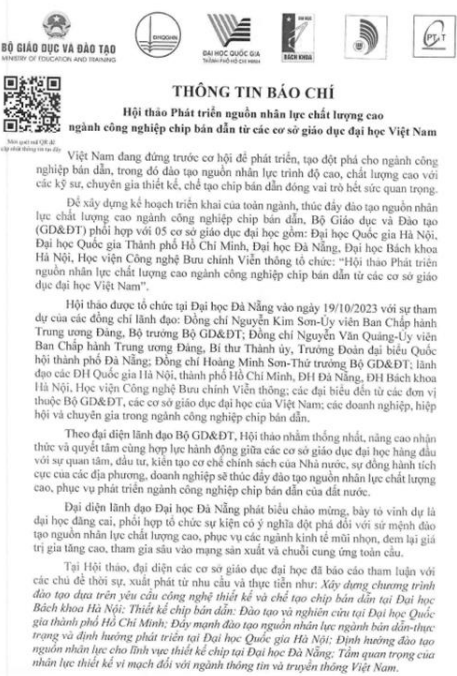 BỘ GIÁO DỤC VÀ ĐÀO TẠO
MINISTRY OF EDUCATION AND TRAINING
ĐHQGHN
ĐẠI HỌC QUỐC GIA
THÀNH PHỐ HỒ CHÍ MINH
ĐẠI HỌC
BÁCH KHOA
HÀ NỘI
PTIT
Mời quét mã QR để
cập nhật thông tin tại đây
THÔNG TIN BÁO CHÍ
Hội thảo Phát triển nguồn nhân lực chất lượng cao
ngành công nghiệp chip bán dẫn từ các cơ sở giáo dục đại học Việt Nam
Việt Nam đang đứng trước cơ hội để phát triển, tạo đột phá cho ngành công
nghiệp bán dẫn, trong đó đào tạo nguồn nhân lực trình độ cao, chất lượng cao với
các kỹ sư, chuyên gia thiết kế, chế tạo chip bán dẫn đóng vai trò hết sức quan trọng.
Để xây dựng kế hoạch triển khai của toàn ngành, thúc đẩy đào tạo nguồn nhân
lực chất lượng cao ngành công nghiệp chip bán dẫn, Bộ Giáo dục và Đào tạo
(GD&ĐT) phối hợp với 05 cơ sở giáo dục đại học gồm: Đại học Quốc gia Hà Nội,
Đại học Quốc gia Thành phố Hồ Chí Minh, Đại học Đà Nẵng, Đại học Bách khoa
Hà Nội, Học viện Công nghệ Bưu chính Viễn thông tổ chức: “Hội thảo Phát triển
nguồn nhân lực chất lượng cao ngành công nghiệp chip bán dẫn từ các cơ sở giáo
dục đại học Việt Nam”.
Hội thảo được tổ chức tại Đại học Đà Nẵng vào ngày 19/10/2023 với sự tham
dự của các đồng chí lãnh đạo: Đồng chí Nguyễn Kim Sơn-Ủy viên Ban Chấp hành
Trung ương Đảng, Bộ trưởng Bộ GD&ĐT; Đồng chí Nguyễn Văn Quảng-Ủy viên
Ban Chấp hành Trung ương Đảng, Bí thư Thành ủy, Trưởng Đoàn đại biểu Quốc
hội thành phố Đà Nẵng; Đồng chí Hoàng Minh Sơn-Thứ trưởng Bộ GD&ĐT; lãnh
đạo các ĐH Quốc gia Hà Nội, thành phố Hồ Chí Minh, ĐH Đà Nẵng, ĐH Bách khoa
Hà Nội, Học viện Công nghệ Bưu chính Viễn thông; các đại biểu đến từ các đơn vị
thuộc Bộ GD&ĐT, các cơ sở giáo dục đại học của Việt Nam; các doanh nghiệp, hiệp
hội và chuyên gia trong ngành công nghiệp chip bán dẫn.
Theo đại diện lãnh đạo Bộ GD&ĐT, Hội thảo nhằm thống nhất, nâng cao nhận
thức và quyết tâm cùng hợp lực hành động giữa các cơ sở giáo dục đại học hàng đầu
với sự quan tâm, đầu tư, kiến tạo cơ chế chính sách của Nhà nước, sự đồng hành tích
cực của các địa phương, doanh nghiệp sẽ thúc đẩy đào tạo nguồn nhân lực chất lượng
cao, phục vụ phát triển ngành công nghiệp chip bán dẫn của đất nước.
Đại diện lãnh đạo Đại học Đà Nẵng phát biểu chào mừng, bày tỏ vinh dự là
đại học đăng cai, phối hợp tổ chức sự kiện có ý nghĩa đột phá đối với sứ mệnh đào
tạo nguồn nhân lực chất lượng cao, phục vụ các ngành kinh tế mũi nhọn, đem lại giá
trị gia tăng cao, tham gia sâu vào mạng sản xuất và chuỗi cung ứng toàn cầu.
Tại Hội thảo, đại diện các cơ sở giáo dục đại học đã báo cáo tham luận với
các chủ đề thời sự, xuất phát từ nhu cầu và thực tiễn như: Xây dựng chương trình
đào tạo dựa trên yêu cầu công nghệ thiết kế và chế tạo chip bán dẫn tại Đại học
Bách khoa Hà Nội; Thiết kế chip bán dẫn: Đào tạo và nghiên cứu tại Đại học Quốc
gia thành phố Hồ Chí Minh; Đẩy mạnh đào tạo nguồn nhân lực ngành bán dẫn-thực
trạng và định hướng phát triển tại Đại học Quốc gia Hà Nội; Định hướng đào tạo
nguồn nhân lực cho lĩnh vực thiết kế chip tại Đại học Đà Nẵng; Tầm quan trọng của
nhân lực thiết kế vi mạch đối với ngành thông tin và truyền thông Việt Nam.